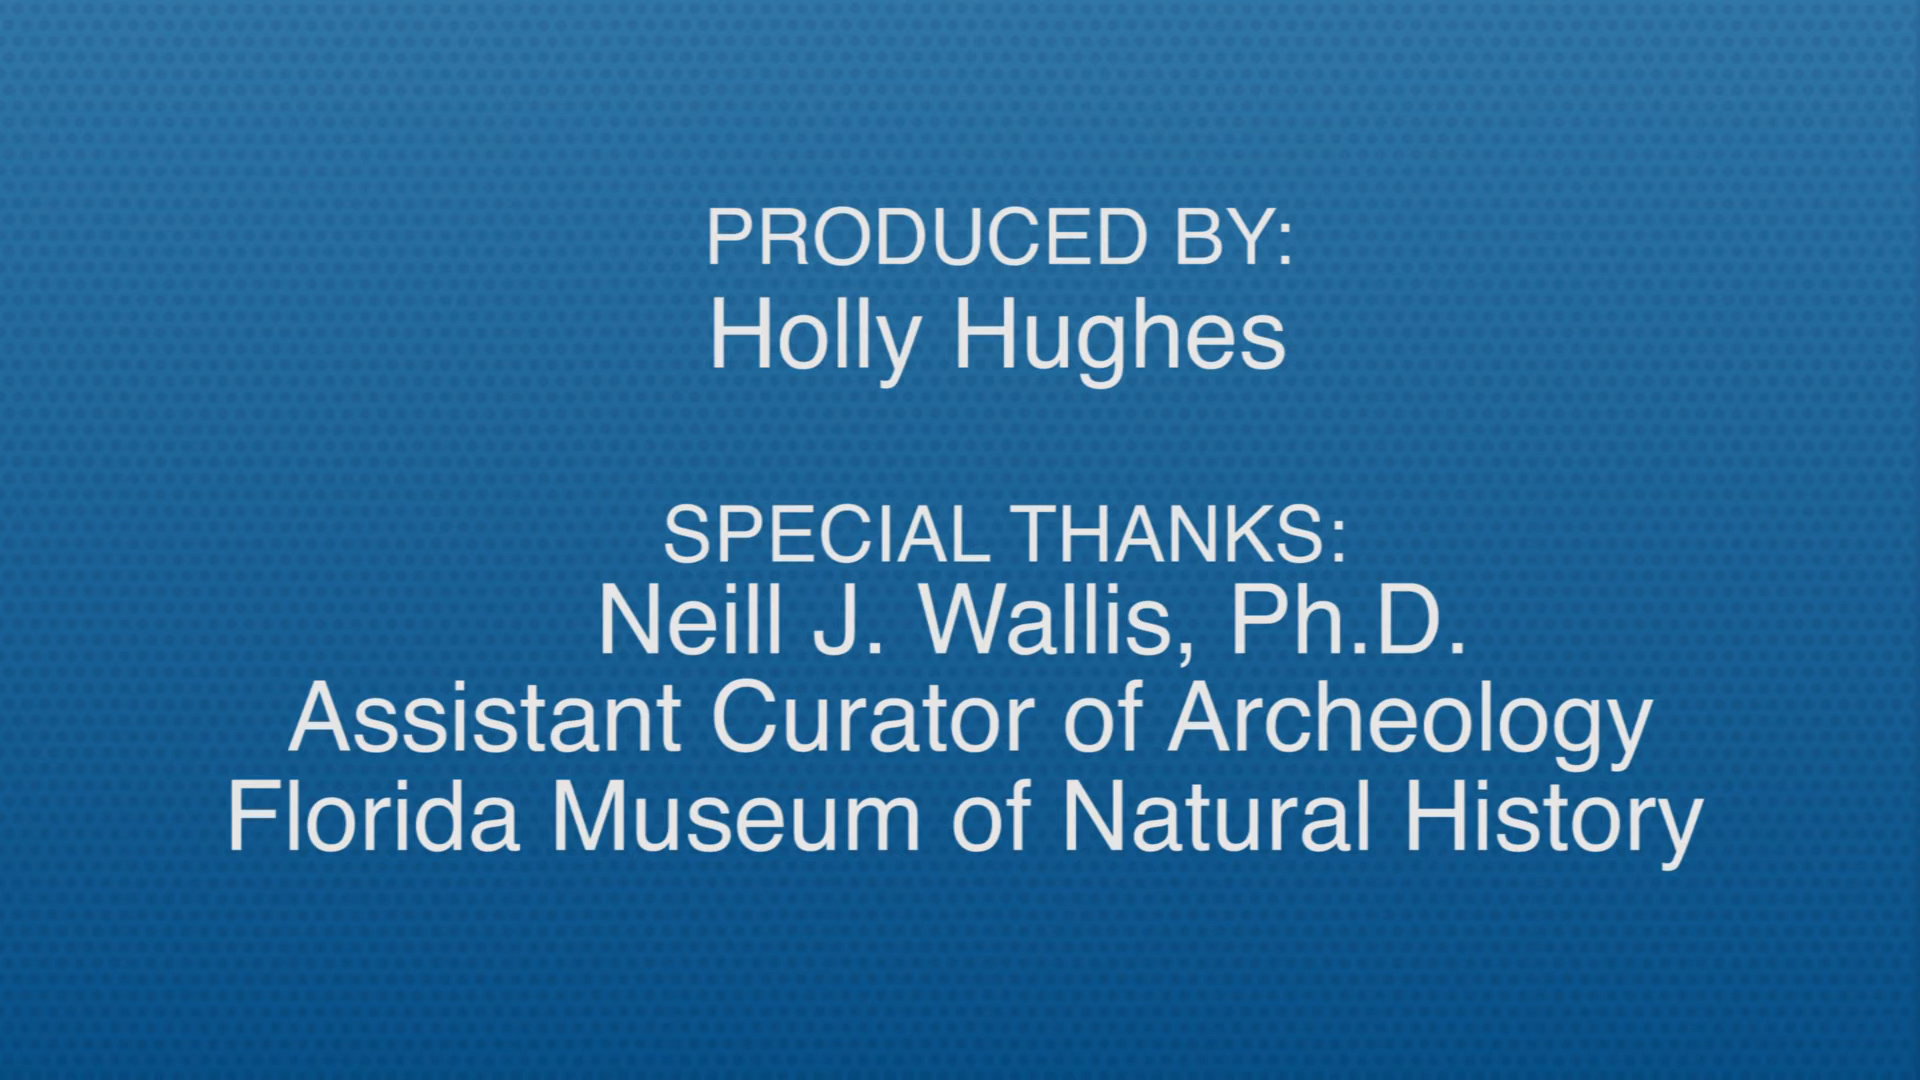 PRODUCED BY:
Holly Hughes
SPECIAL THANKS:
Neill J. Wallis, Ph.D.
Assistant Curator of Archeology
Florida Museum of Natural History